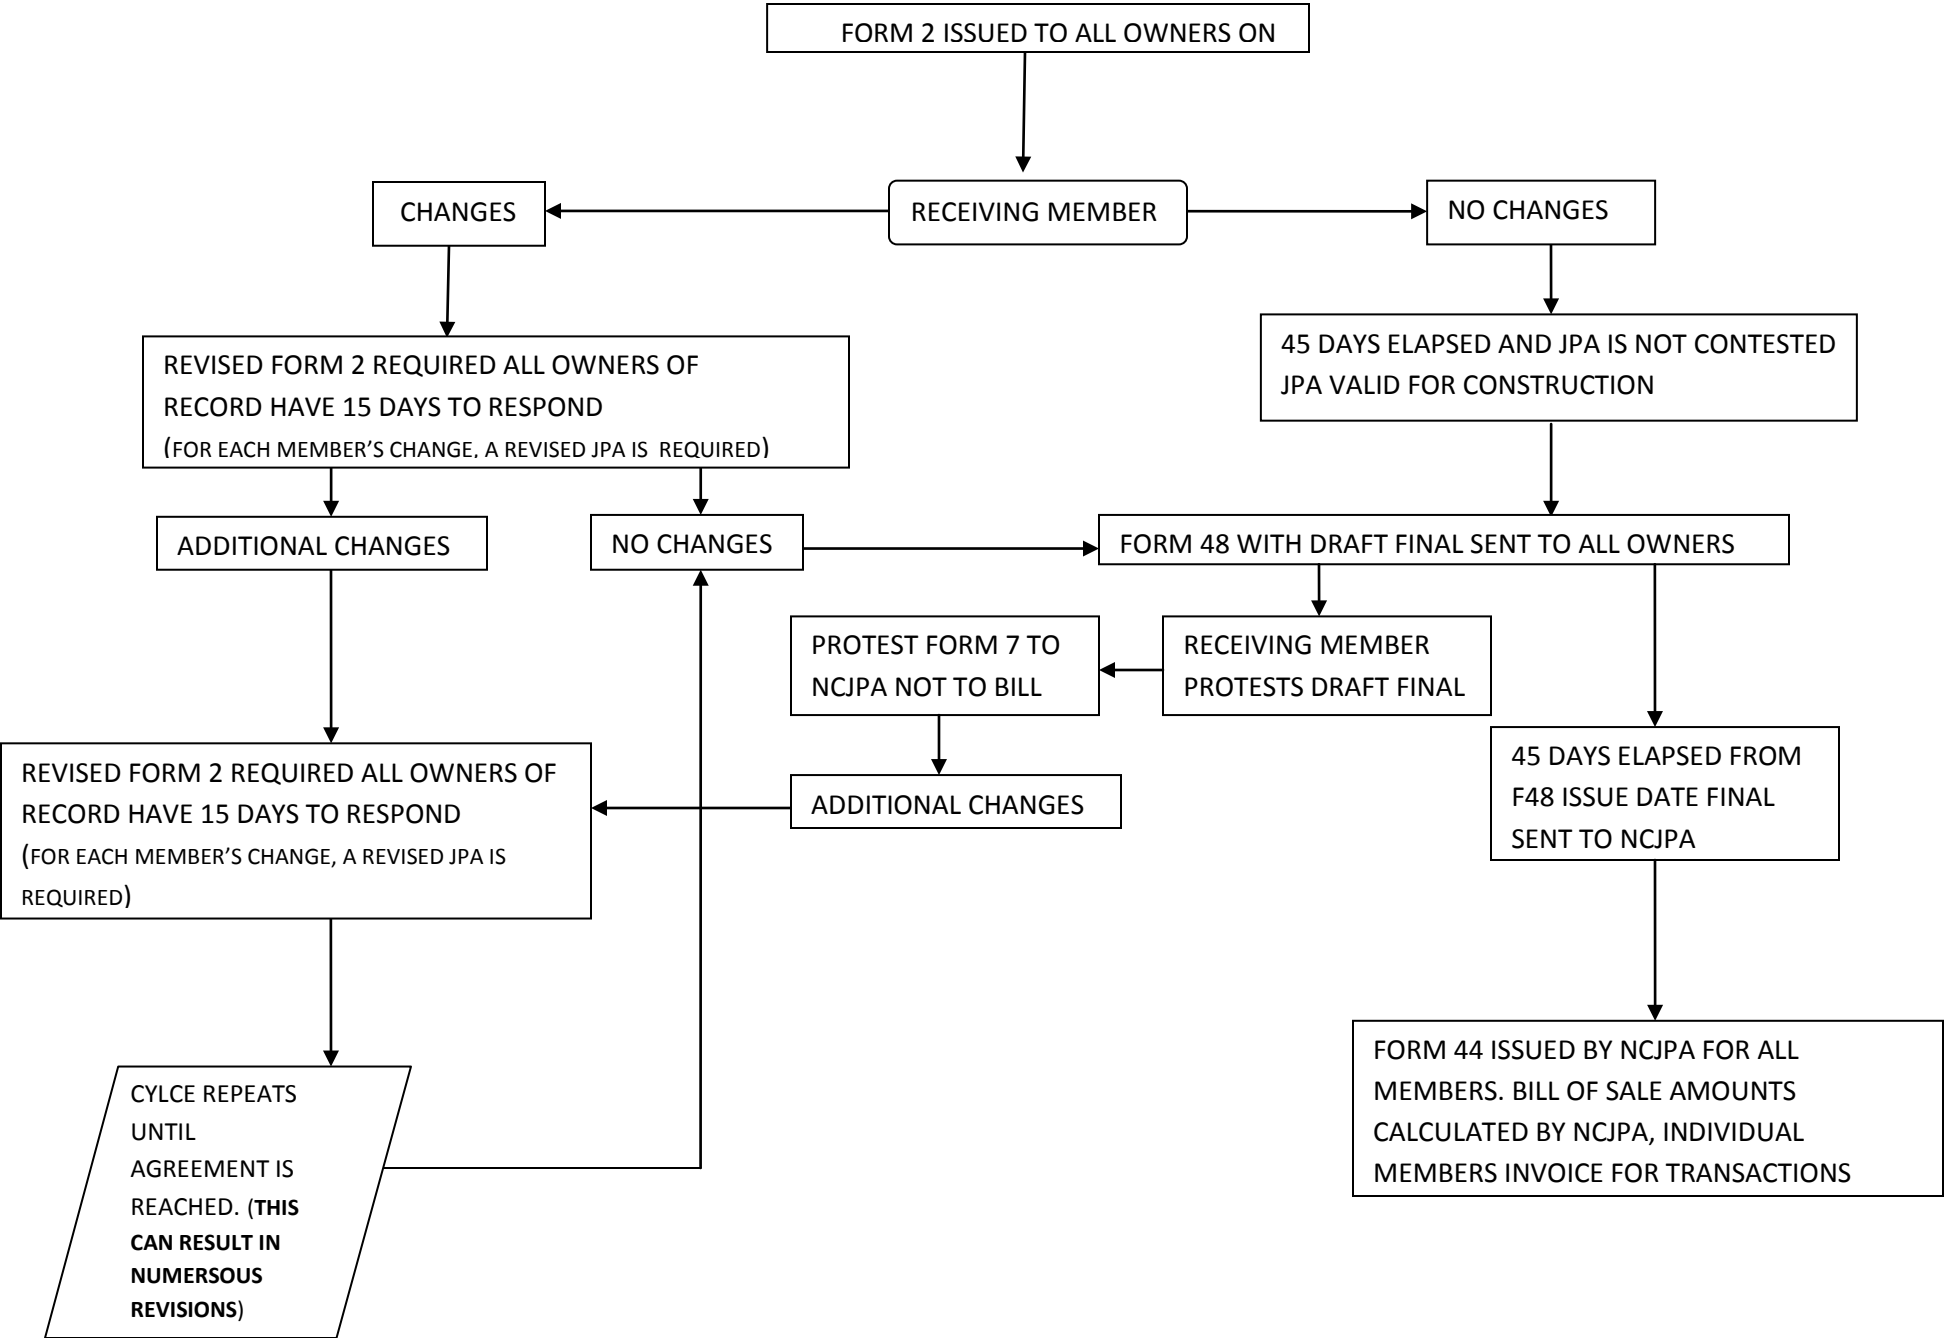 FORM 2 ISSUED TO ALL OWNERS ON
CHANGES
RECEIVING MEMBER
NO CHANGES
REVISED FORM 2 REQUIRED ALL OWNERS OF
RECORD HAVE 15 DAYS TO RESPOND
(FOR EACH MEMBER’S CHANGE, A REVISED JPA IS REQUIRED)
45 DAYS ELAPSED AND JPA IS NOT CONTESTED
JPA VALID FOR CONSTRUCTION
ADDITIONAL CHANGES
NO CHANGES
FORM 48 WITH DRAFT FINAL SENT TO ALL OWNERS
PROTEST FORM 7 TO
NCJPA NOT TO BILL
RECEIVING MEMBER
PROTESTS DRAFT FINAL
REVISED FORM 2 REQUIRED ALL OWNERS OF
RECORD HAVE 15 DAYS TO RESPOND
(FOR EACH MEMBER’S CHANGE, A REVISED JPA IS
REQUIRED)
ADDITIONAL CHANGES
45 DAYS ELAPSED FROM
F48 ISSUE DATE FINAL
SENT TO NCJPA
CYLCE REPEATS
UNTIL
AGREEMENT IS
REACHED. (THIS
CAN RESULT IN
NUMERSOUS
REVISIONS)
FORM 44 ISSUED BY NCJPA FOR ALL
MEMBERS. BILL OF SALE AMOUNTS
CALCULATED BY NCJPA, INDIVIDUAL
MEMBERS INVOICE FOR TRANSACTIONS